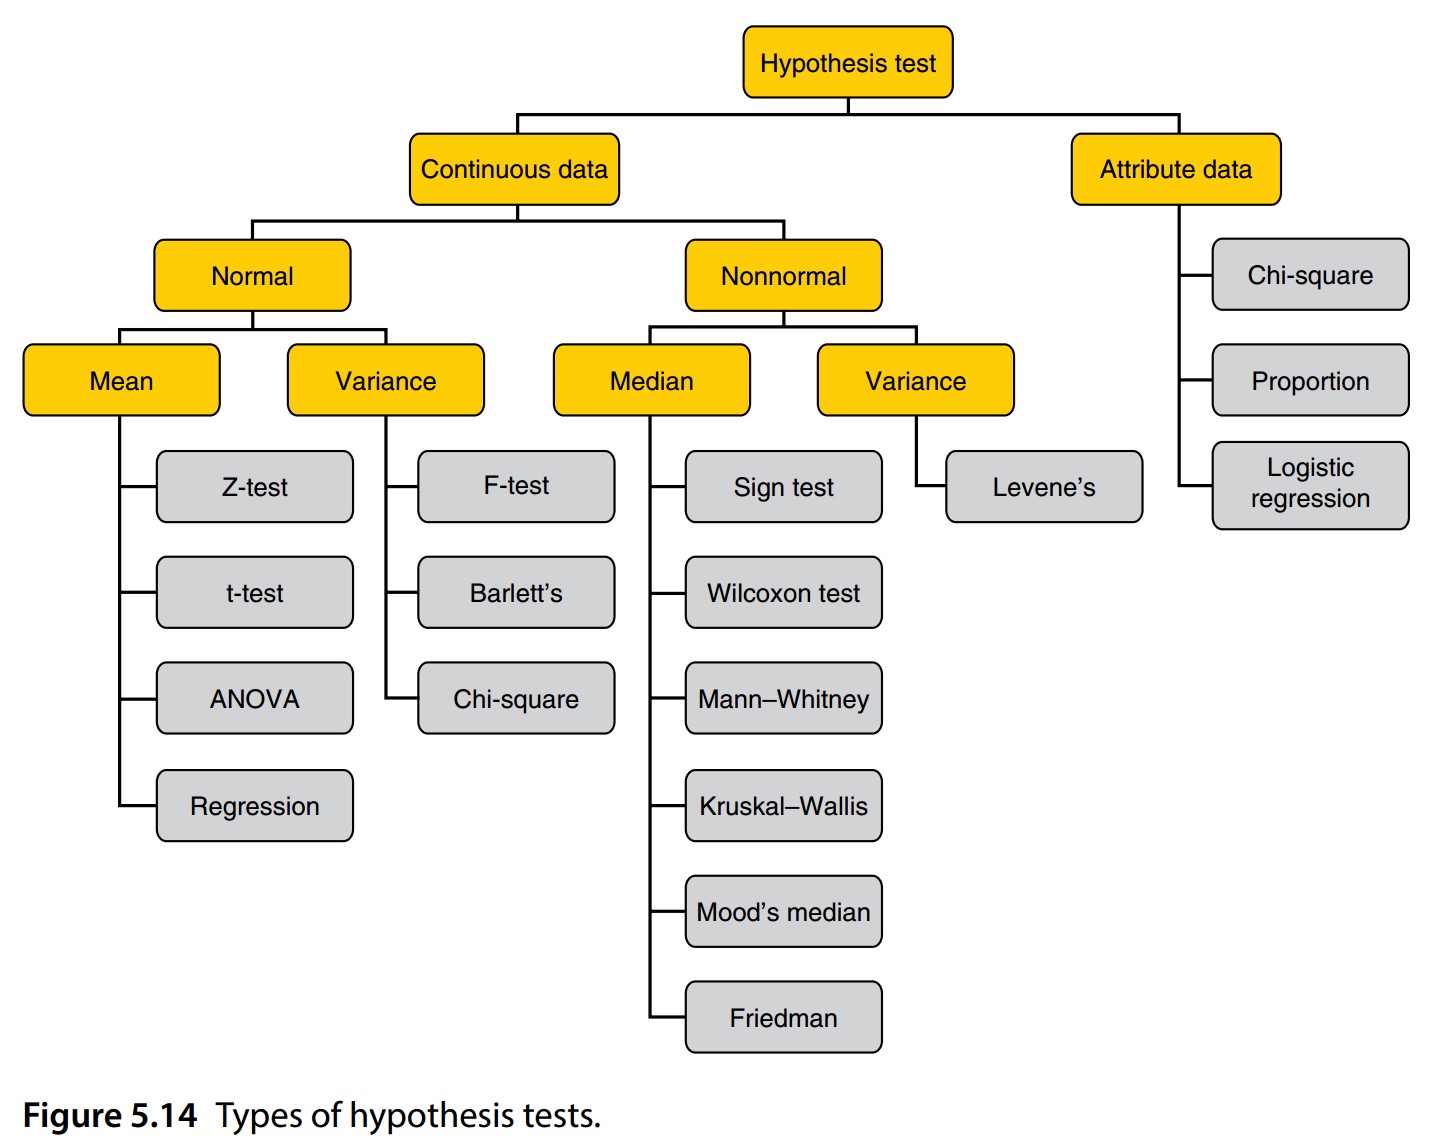 Hypothesis test
Continuous data
Attribute data
Normal
Nonnormal
Chi-square
Mean
Variance
Median
Variance
Proportion
Z-test
F-test
Sign test
Levene’s
Logistic
regression
t-test
Barlett’s
Wilcoxon test
ANOVA
Chi-square
Mann–Whitney
Regression
Kruskal–Wallis
Mood’s median
Friedman
Figure 5.14 Types of hypothesis tests.